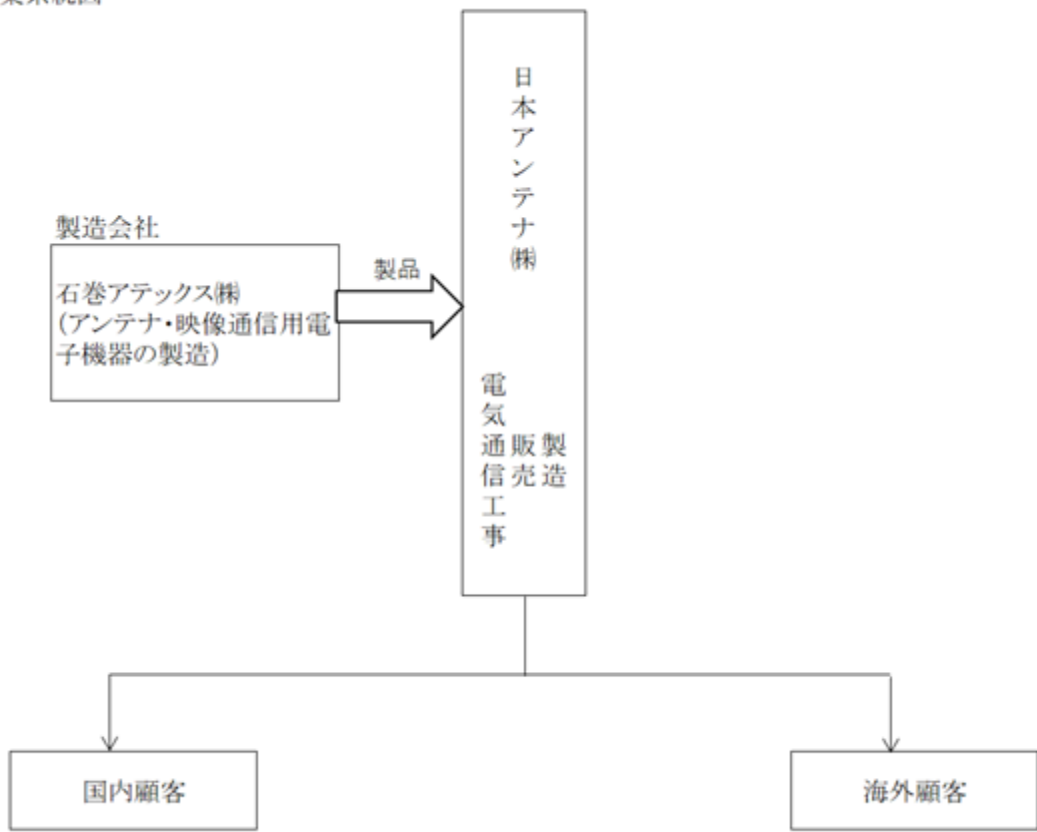 日本アンテナ㈱
製造
販売
電気通信工事
製造会社
石巻アテックス㈱
(アンテナ・映像通信用電
子機器の製造)
製品
国内顧客
海外顧客